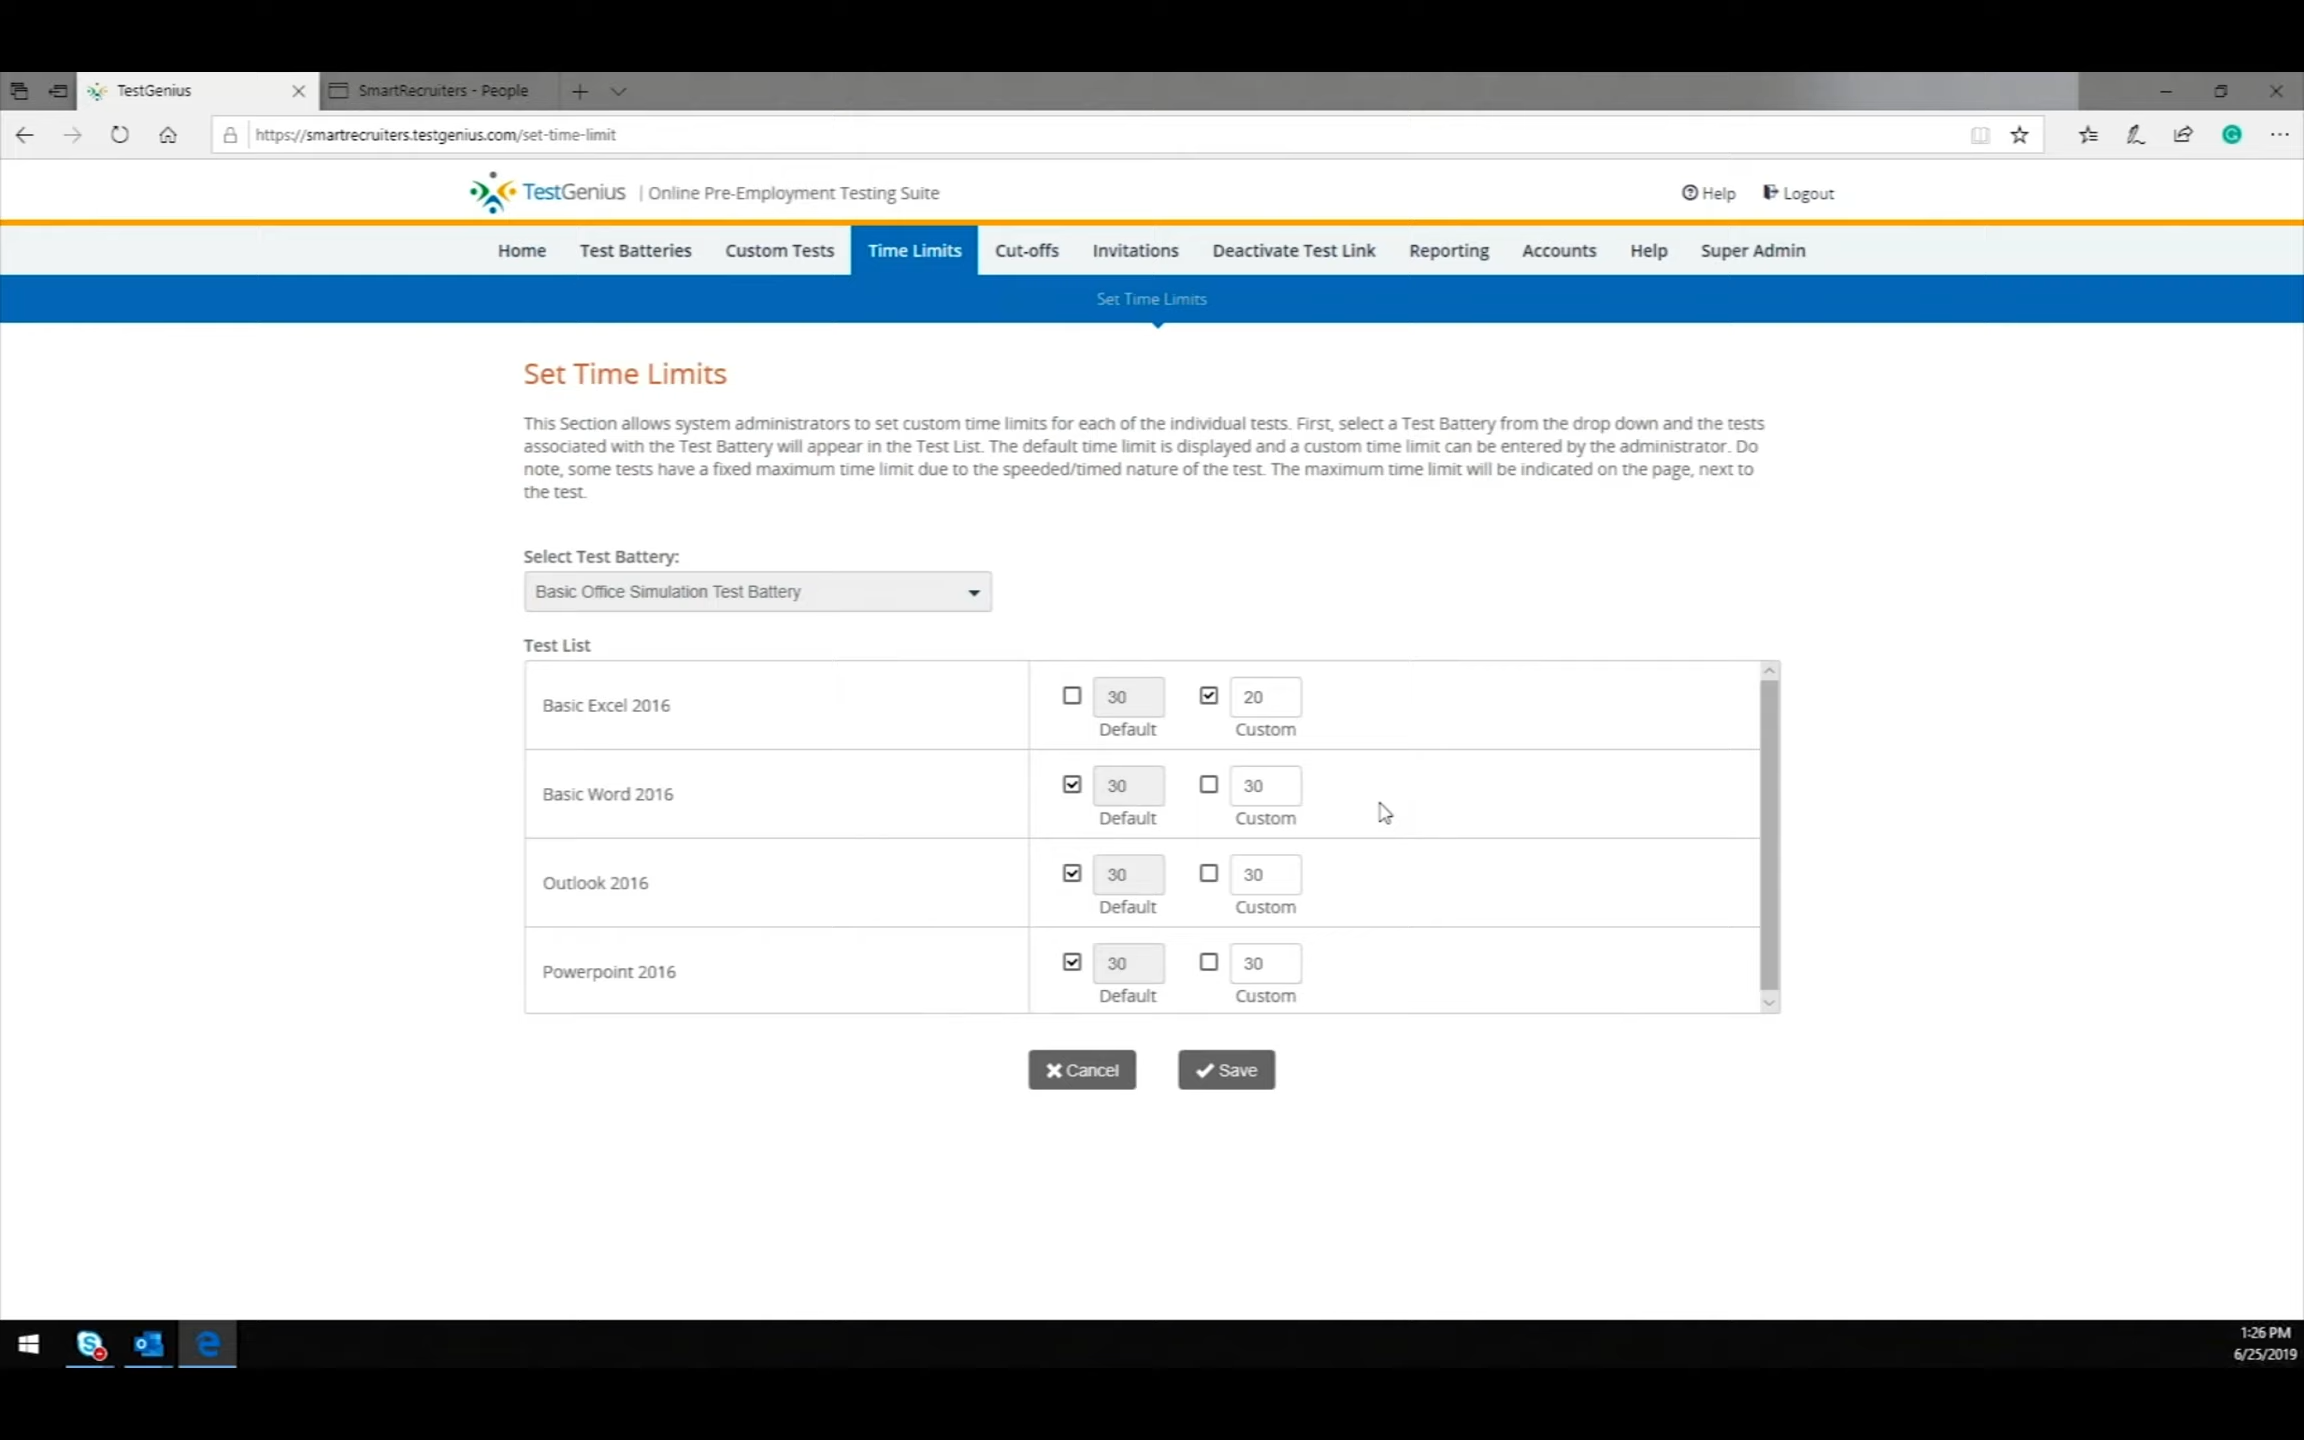 TestGenius
SmartRecruiters - People
https://smartrecruiters.testgenius.com/set-time-limit
TestGenius | Online Pre-Employment Testing Suite
Help
Logout
Home Test Batteries Custom Tests Time Limits Cut-offs Invitations Deactivate Test Link Reporting Accounts Help Super Admin
Set Time Limits
Set Time Limits
This Section allows system administrators to set custom time limits for each of the individual tests. First, select a Test Battery from the drop down and the tests
associated with the Test Battery will appear in the Test List. The default time limit is displayed and a custom time limit can be entered by the administrator. Do
note, some tests have a fixed maximum time limit due to the speeded/timed nature of the test. The maximum time limit will be indicated on the page, next to
the test.
Select Test Battery:
Basic Office Simulation Test Battery
Test List
Basic Excel 2016
30 20
Default Custom
Basic Word 2016
30 30
Default Custom
Outlook 2016
30 30
Default Custom
Powerpoint 2016
30 30
Default Custom
Cancel
Save
1:26 PM
6/25/2019